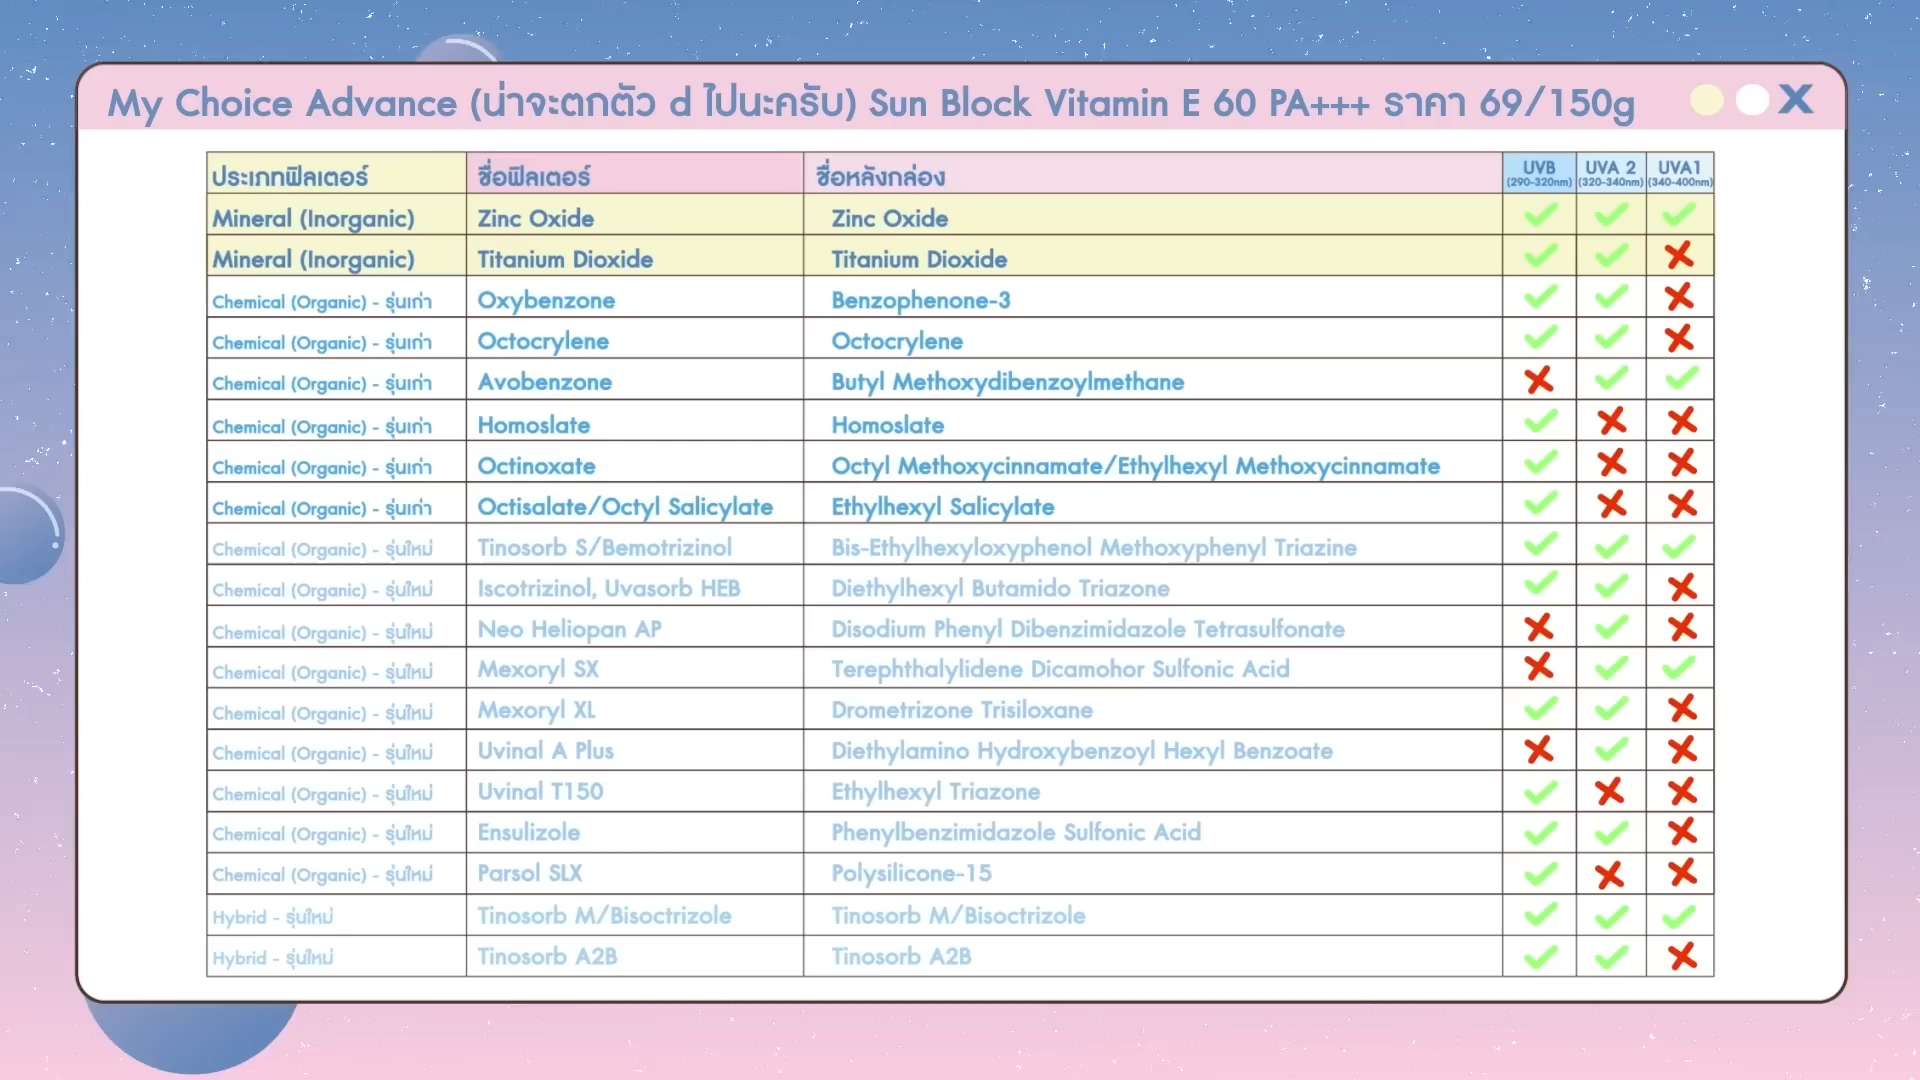 My Choice Advance (น่าจะตกตัว d ไปนะครับ) Sun Block Vitamin E 60 PA+++ ราคา 69/150g X
ประเภทฟิลเตอร์ ชื่อฟิลเตอร์ ชื่อหลังกล่อง UVB (290-320nm) UVA 2 (320-340nm) UVA1 (340-400nm)
Mineral (Inorganic) Zinc Oxide Zinc Oxide
Mineral (Inorganic) Titanium Dioxide Titanium Dioxide
Chemical (Organic) - รุ่นเก่า Oxybenzone Benzophenone-3
Chemical (Organic) - รุ่นเก่า Octocrylene Octocrylene
Chemical (Organic) - รุ่นเก่า Avobenzone Butyl Methoxydibenzoylmethane
Chemical (Organic) - รุ่นเก่า Homoslate Homoslate
Chemical (Organic) - รุ่นเก่า Octinoxate Octyl Methoxycinnamate/Ethylhexyl Methoxycinnamate
Chemical (Organic) - รุ่นเก่า Octisalate/Octyl Salicylate Ethylhexyl Salicylate
Chemical (Organic) - รุ่นใหม่ Tinosorb S/Bemotrizinol Bis-Ethylhexyloxyphenol Methoxyphenyl Triazine
Chemical (Organic) - รุ่นใหม่ Iscotrizinol, Uvasorb HEB Diethylhexyl Butamido Triazone
Chemical (Organic) - รุ่นใหม่ Neo Heliopan AP Disodium Phenyl Dibenzimidazole Tetrasulfonate
Chemical (Organic) - รุ่นใหม่ Mexoryl SX Terephthalylidene Dicamohor Sulfonic Acid
Chemical (Organic) - รุ่นใหม่ Mexoryl XL Drometrizone Trisiloxane
Chemical (Organic) - รุ่นใหม่ Uvinal A Plus Diethylamino Hydroxybenzoyl Hexyl Benzoate
Chemical (Organic) - รุ่นใหม่ Uvinal T150 Ethylhexyl Triazone
Chemical (Organic) - รุ่นใหม่ Ensulizole Phenylbenzimidazole Sulfonic Acid
Chemical (Organic) - รุ่นใหม่ Parsol SLX Polysilicone-15
Hybrid - รุ่นใหม่ Tinosorb M/Bisoctrizole Tinosorb M/Bisoctrizole
Hybrid - รุ่นใหม่ Tinosorb A2B Tinosorb A2B